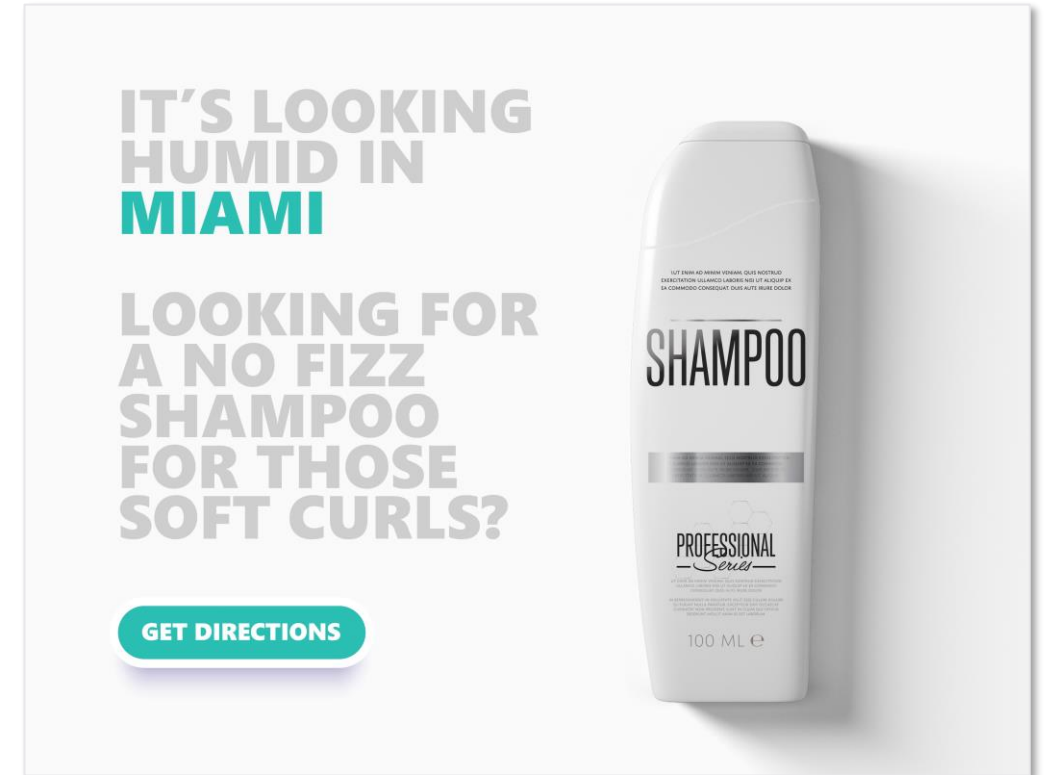 IT'S LOOKING
HUMID IN
MIAMI
LOOKING FOR
A NO FIZZ
SHAMPOO
FOR THOSE
SOFT CURLS?
GET DIRECTIONS
UT ENIM AD MINIM VENIAM, QUIS NOSTRUD
EXERCITATION ULLAMCO LABORIS NISI UT ALIQUIP EX
EA COMMODO CONSEQUAT. DUIS AUTE IRURE DOLOR
SHAMPOO
PROFESSIONAL
Series
100 ML ℮